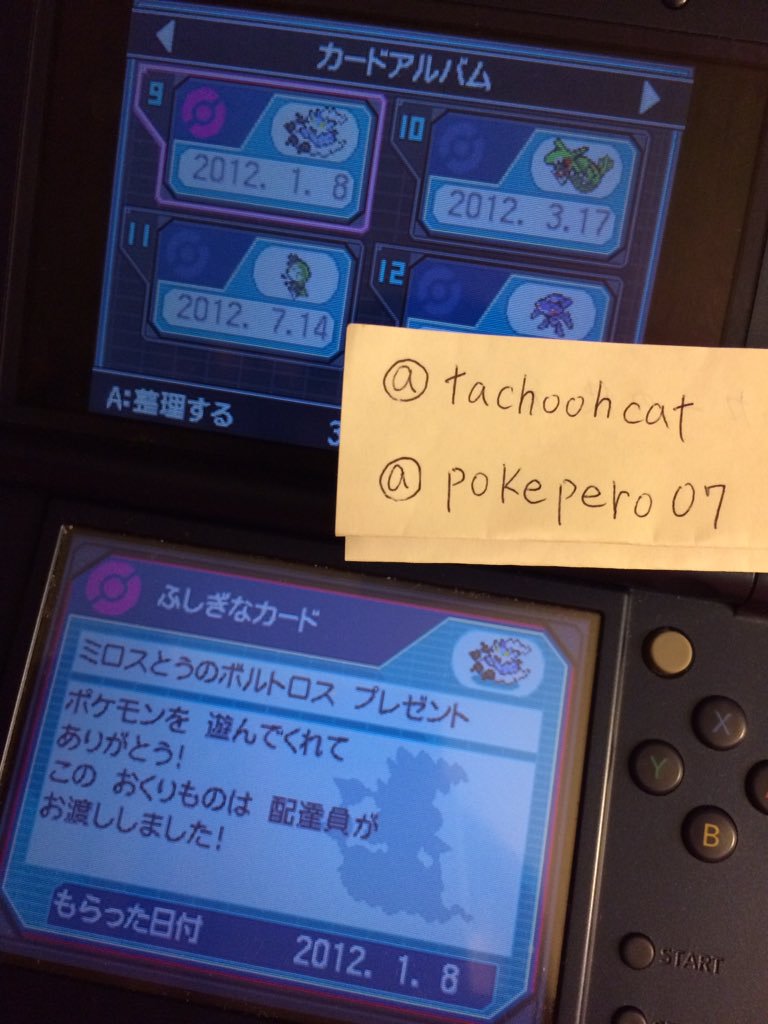 カードアルバム
9
2012. 1. 8
10
2012. 3.17
11
2012. 7.14
12
A:整理する
3
@tachoohcat
@pokepero07
ふしぎなカード
ミロスとうのボルトロス プレゼント
ポケモンを 遊んでくれて
ありがとう!
この おくりものは 配達員が
お渡ししました!
もらった日付
2012. 1. 8
X
Y
B
START